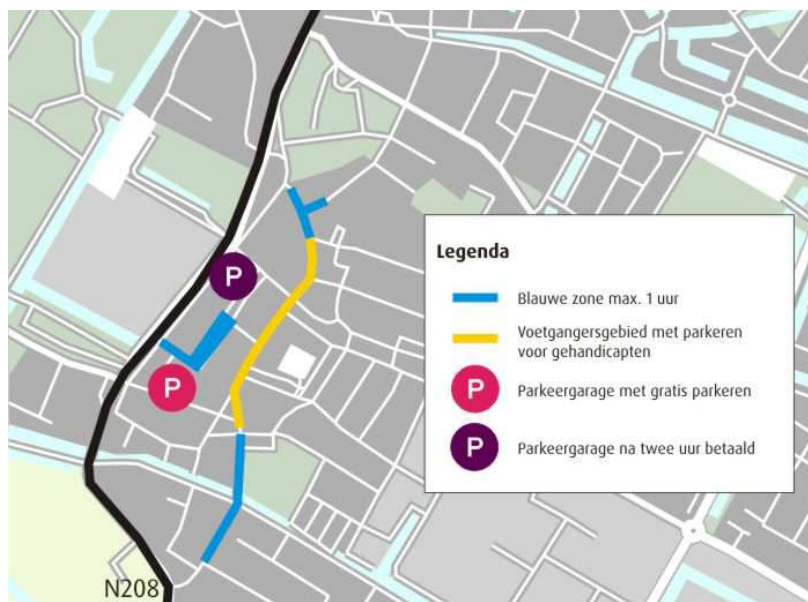 P
P
N208
Legenda
Blauwe zone max. 1 uur
Voetgangersgebied met parkeren
voor gehandicapten
P Parkeergarage met gratis parkeren
P Parkeergarage na twee uur betaald